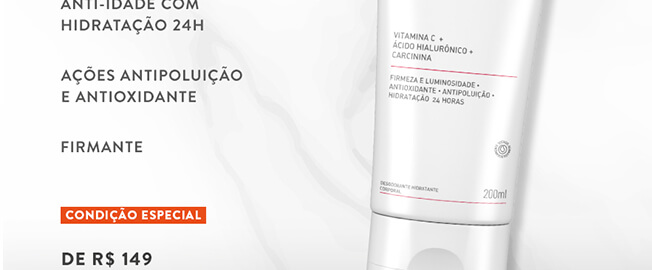 ANTI-IDADE COM
HIDRATAÇÃO 24H
AÇÕES ANTIPOLUIÇÃO
E ANTIOXIDANTE
FIRMANTE
CONDIÇÃO ESPECIAL
DE R$ 149
VITAMINA C +
ÁCIDO HIALURÔNICO +
CARCININA
FIRMEZA E LUMINOSIDADE •
ANTIOXIDANTE • ANTIPOLUIÇÃO •
HIDRATAÇÃO 24 HORAS
DESODORANTE HIDRATANTE
CORPORAL
200ml